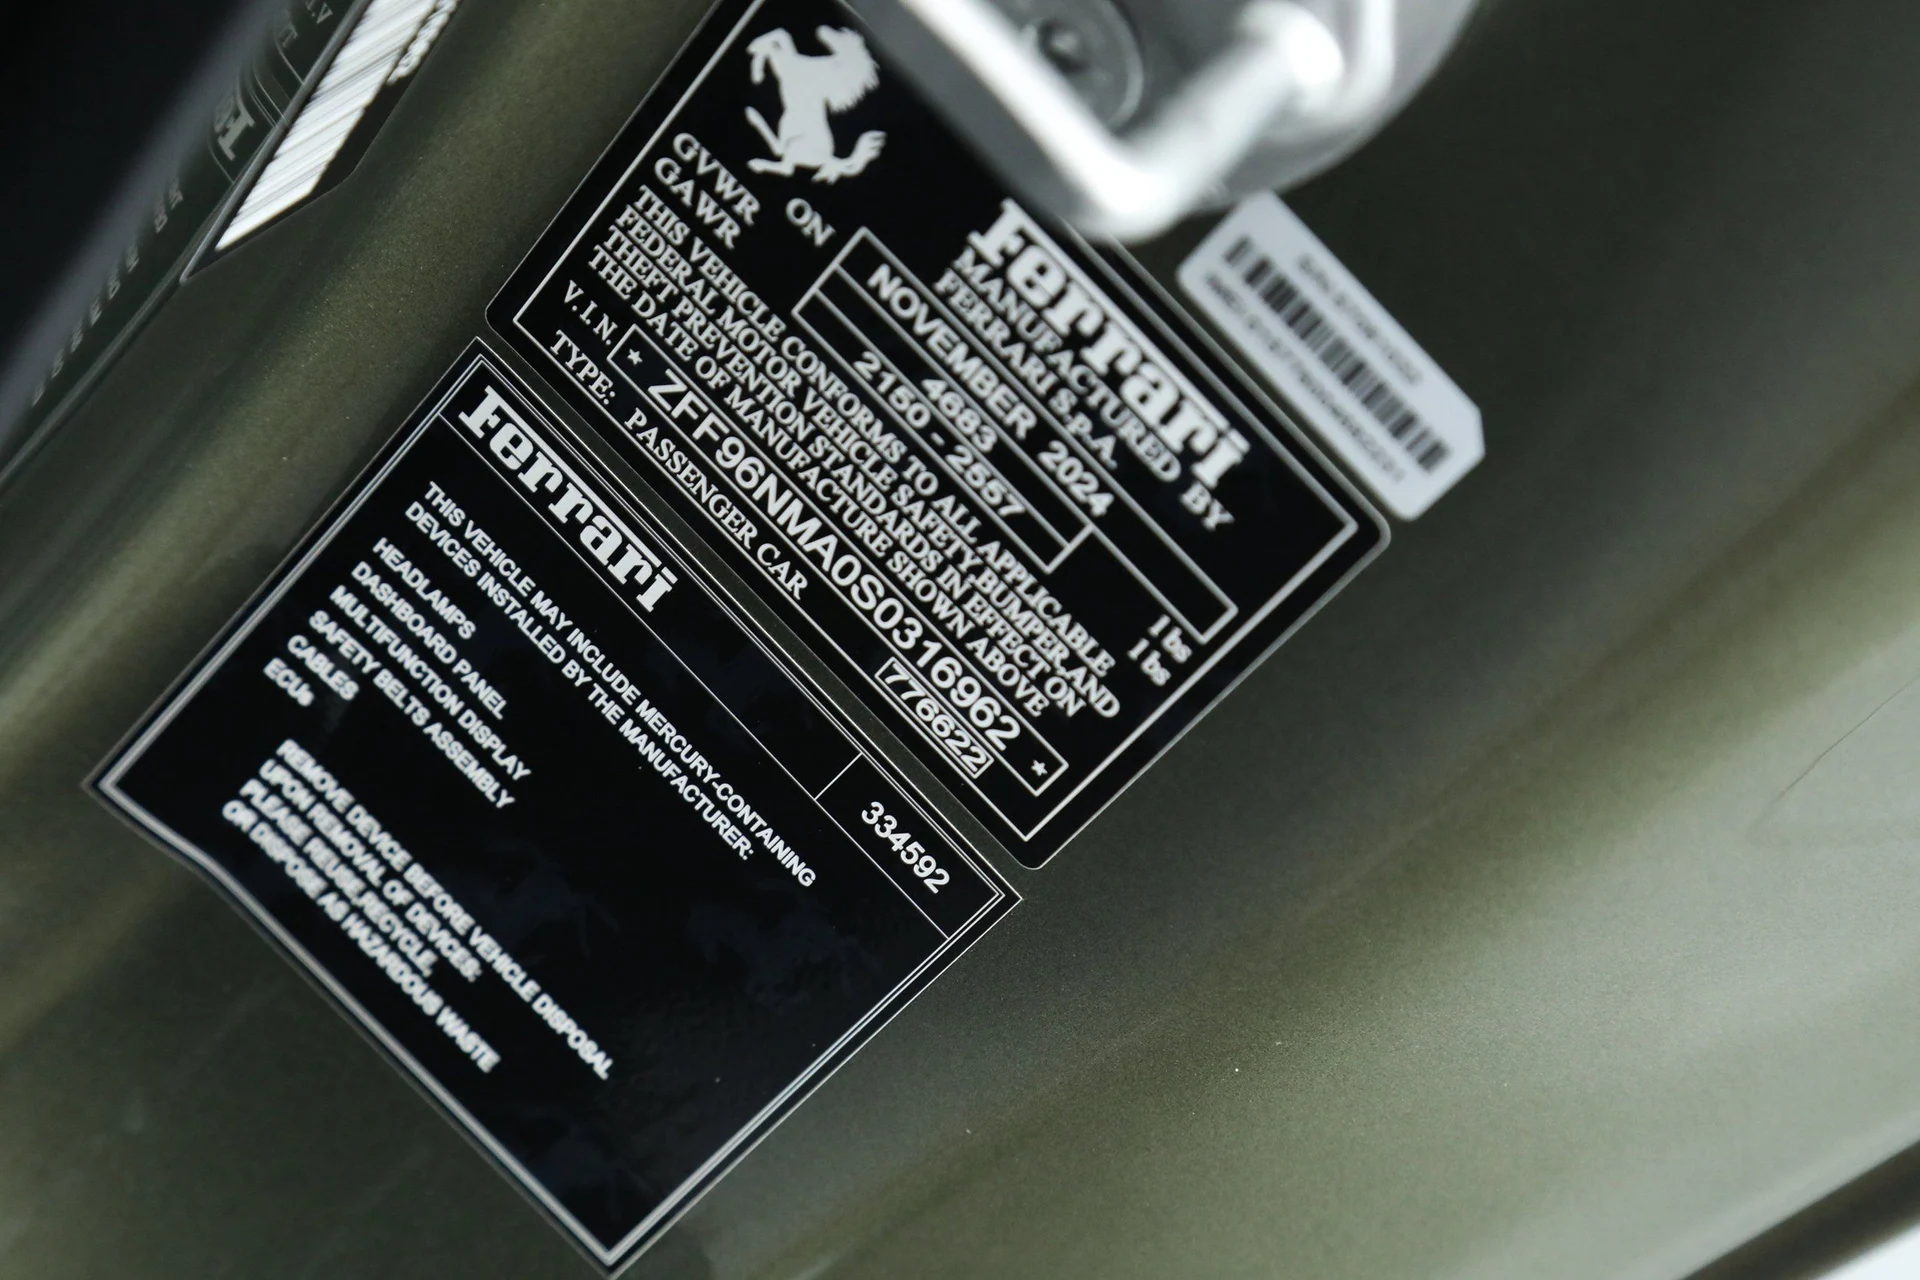 Ferrari
MANUFACTURED BY
FERRARI S.P.A.
ON NOVEMBER 2024
GVWR 4683 lbs
GAWR 2150 - 2557 lbs
THIS VEHICLE CONFORMS TO ALL APPLICABLE
FEDERAL MOTOR VEHICLE SAFETY, BUMPER, AND
THEFT PREVENTION STANDARDS IN EFFECT ON
THE DATE OF MANUFACTURE SHOWN ABOVE
V.I.N. * ZFF96NMA0S0316962 *
TYPE: PASSENGER CAR 776622
Ferrari
334592
THIS VEHICLE MAY INCLUDE MERCURY-CONTAINING
DEVICES INSTALLED BY THE MANUFACTURER:
HEADLAMPS
DASHBOARD PANEL
MULTIFUNCTION DISPLAY
SAFETY BELTS ASSEMBLY
CABLES
ECUs
REMOVE DEVICE BEFORE VEHICLE DISPOSAL
UPON REMOVAL OF DEVICES:
PLEASE REUSE, RECYCLE,
OR DISPOSE AS HAZARDOUS WASTE